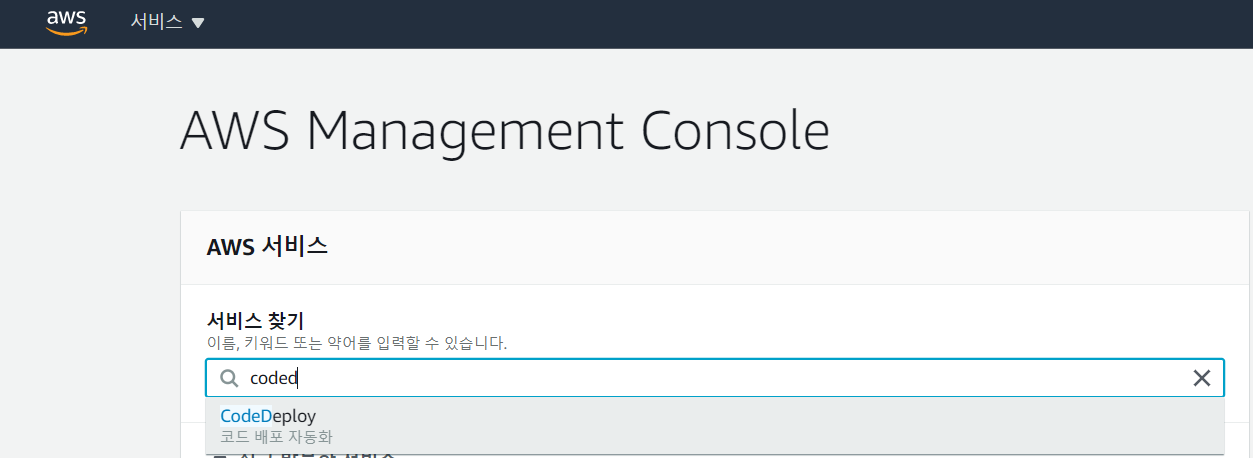 aws 서비스
AWS Management Console
AWS 서비스
서비스 찾기
이름, 키워드 또는 약어를 입력할 수 있습니다.
coded
CodeDeploy
코드 배포 자동화